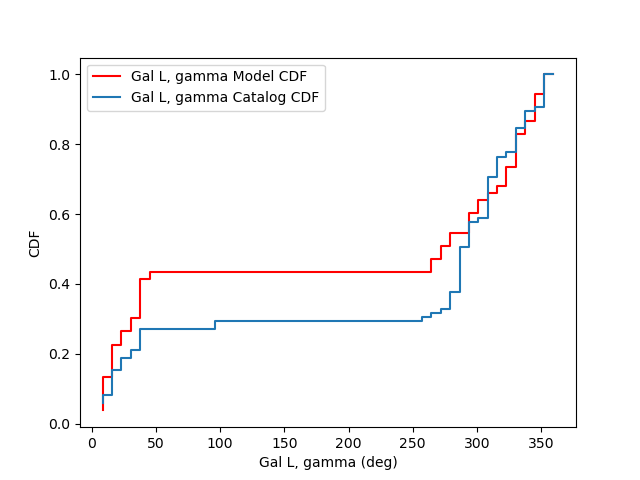 Gal L, gamma Model CDF
Gal L, gamma Catalog CDF
1.0
0.8
0.6
0.4
0.2
0.0
CDF
0 50 100 150 200 250 300 350
Gal L, gamma (deg)